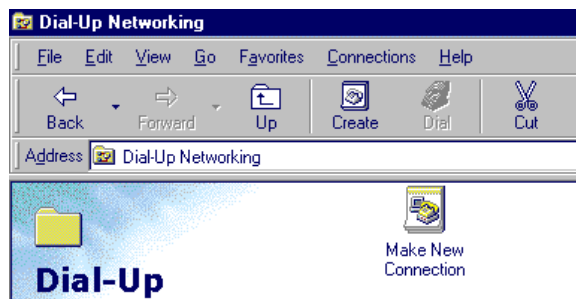 Dial-Up Networking
File Edit View Go Favorites Connections Help
Back Forward Up Create Dial Cut
Address Dial-Up Networking
Make New
Connection
Dial-Up